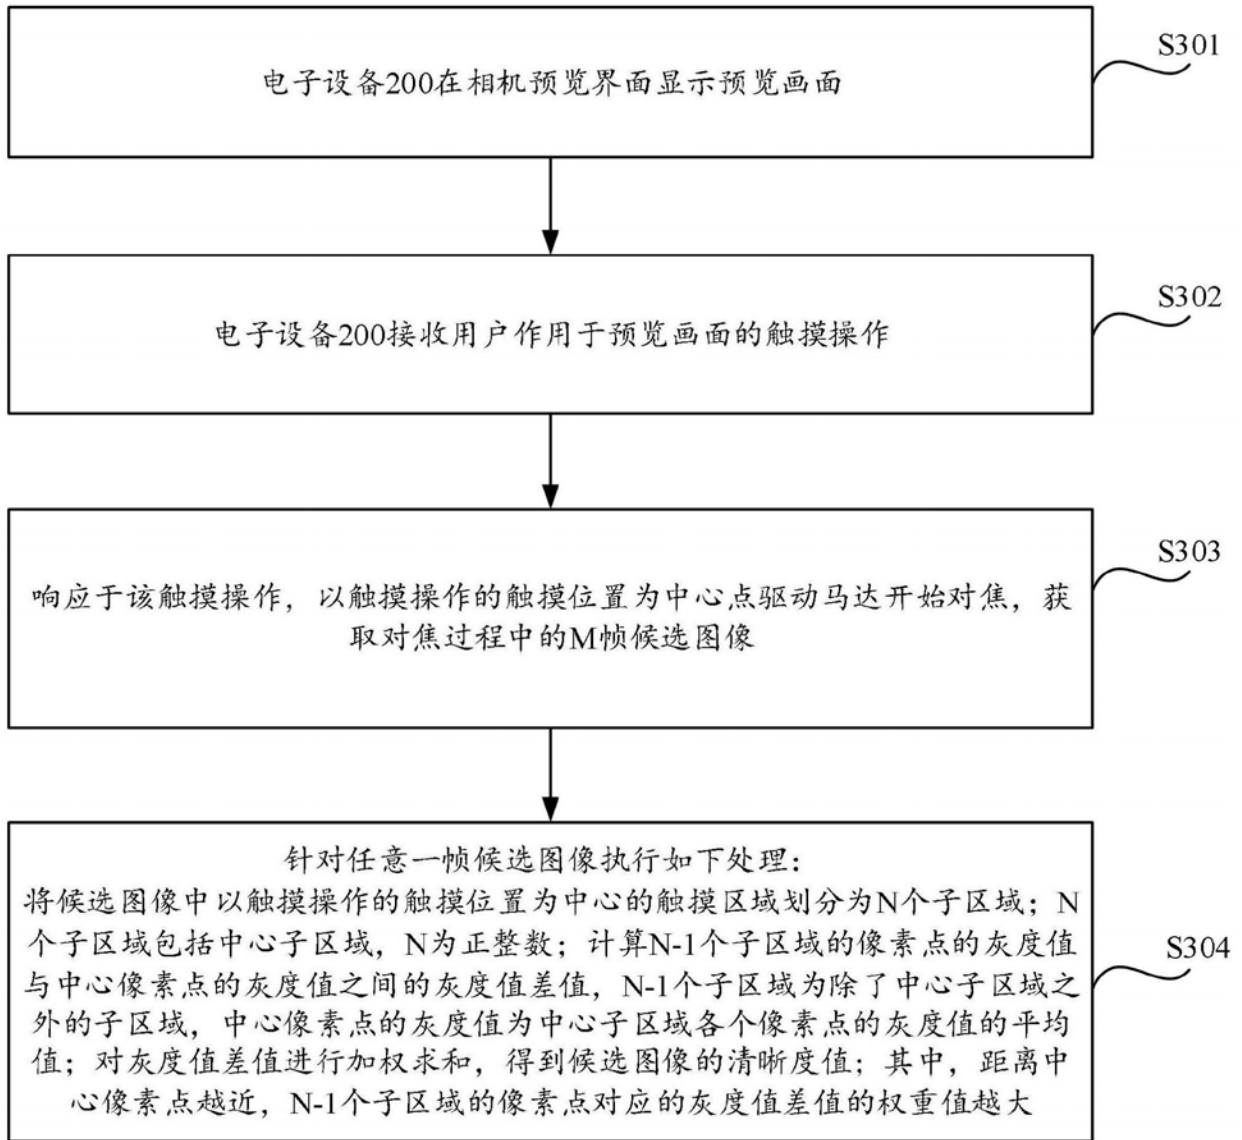 电子设备200在相机预览界面显示预览画面
S301
电子设备200接收用户作用于预览画面的触摸操作
S302
响应于该触摸操作，以触摸操作的触摸位置为中心点驱动马达开始对焦，获
取对焦过程中的M帧候选图像
S303
针对任意一帧候选图像执行如下处理：
将候选图像中以触摸操作的触摸位置为中心的触摸区域划分为N个子区域；N
个子区域包括中心子区域，N为正整数；计算N-1个子区域的像素点的灰度值
与中心像素点的灰度值之间的灰度值差值，N-1个子区域为除了中心子区域之
外的子区域，中心像素点的灰度值为中心子区域各个像素点的灰度值的平均
值；对灰度值差值进行加权求和，得到候选图像的清晰度值；其中，距离中
心像素点越近，N-1个子区域的像素点对应的灰度值差值的权重值越大
S304